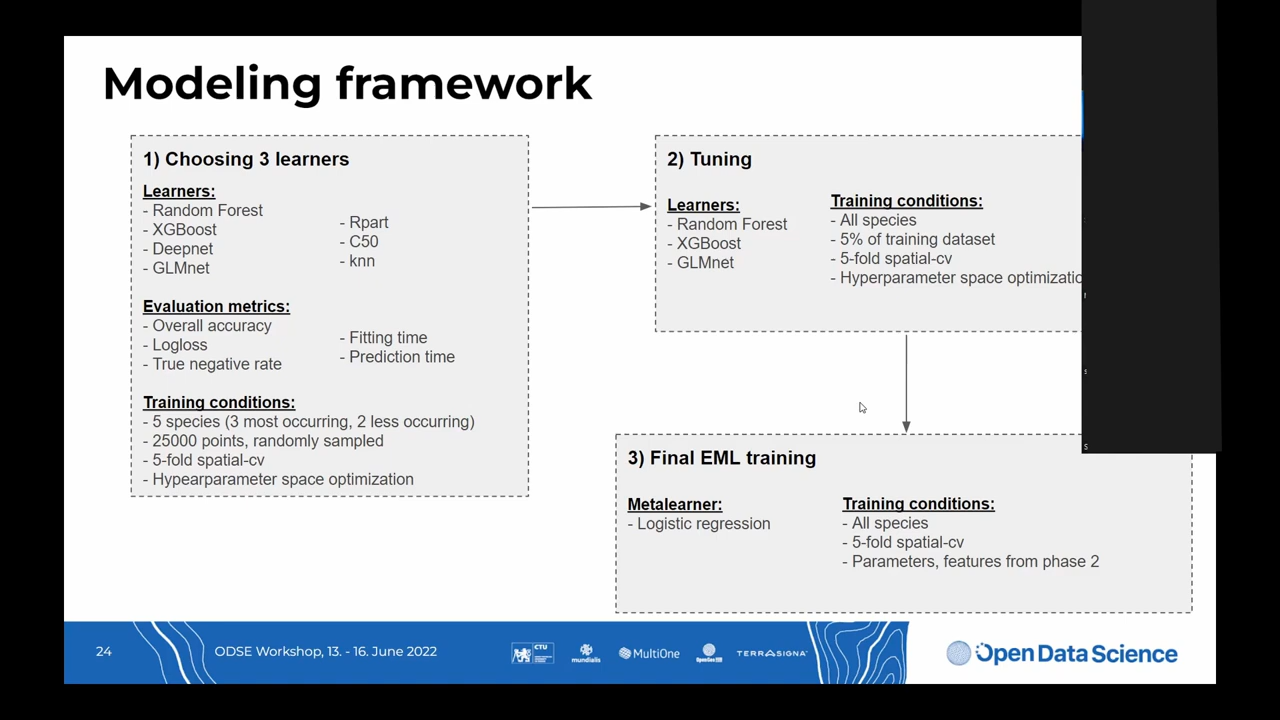 Modeling framework
1) Choosing 3 learners
Learners:
- Random Forest
- XGBoost
- Deepnet
- GLMnet
- Rpart
- C50
- knn
Evaluation metrics:
- Overall accuracy
- Logloss
- True negative rate
- Fitting time
- Prediction time
Training conditions:
- 5 species (3 most occurring, 2 less occurring)
- 25000 points, randomly sampled
- 5-fold spatial-cv
- Hypearparameter space optimization
2) Tuning
Learners:
- Random Forest
- XGBoost
- GLMnet
Training conditions:
- All species
- 5% of training dataset
- 5-fold spatial-cv
- Hyperparameter space optimizatio
3) Final EML training
Metalearner:
- Logistic regression
Training conditions:
- All species
- 5-fold spatial-cv
- Parameters, features from phase 2
24
ODSE Workshop, 13. - 16. June 2022
CTU
mundialis
MultiOne
TERRASIGNA
Open Data Science